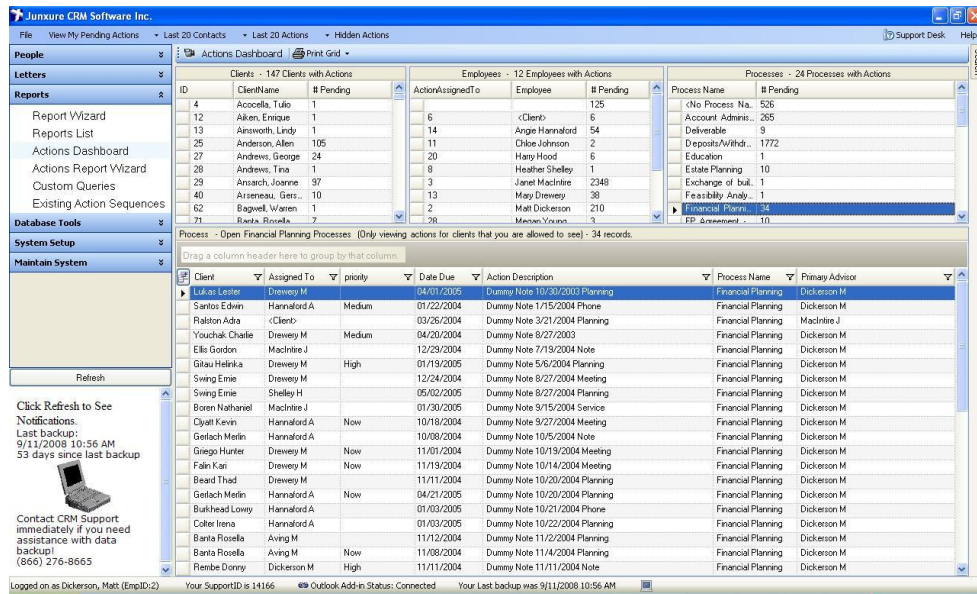 Junxure CRM Software Inc.
File View My Pending Actions Last 20 Contacts Last 20 Actions Hidden Actions Support Desk Help
People
Letters
Reports
Report Wizard
Reports List
Actions Dashboard
Actions Report Wizard
Custom Queries
Existing Action Sequences
Database Tools
System Setup
Maintain System
Refresh
Click Refresh to See
Notifications.
Last backup:
9/11/2008 10:56 AM
53 days since last backup
Contact CRM Support
immediately if you need
assistance with data
backup!
(866) 276-8665
Actions Dashboard Print Grid
Clients - 147 Clients with Actions
ID ClientName # Pending
4 Acocella, Tulio 1
12 Aiken, Enrique 1
13 Ainsworth, Lindy 1
25 Anderson, Allen 105
27 Andrews, George 24
28 Andrews, Tina 1
29 Ansarch, Joanne 97
40 Arseneau, Gers.. 10
62 Bagwell, Warren 1
71 Banta, Rosella 7
Employees - 12 Employees with Actions
ActionAssignedTo Employee # Pending
125
6 <Client> 6
14 Angie Hannaford 54
11 Chloe Johnson 2
20 Harry Hood 6
8 Heather Shelley 1
3 Janet MacIntire 2348
13 Mary Drewery 38
2 Matt Dickerson 210
28 Megan Young 3
Processes - 24 Processes with Actions
Process Name # Pending
<No Process Na.. 526
Account Adminis.. 265
Deliverable 9
Deposits/Withdr.. 1772
Education 1
Estate Planning 10
Exchange of buil.. 1
Feasibility Analy.. 1
Financial Planni.. 34
FP Agreement - 10
Process - Open Financial Planning Processes (Only viewing actions for clients that you are allowed to see) - 34 records.
Drag a column header here to group by that column.
Client Assigned To priority Date Due Action Description Process Name Primary Advisor
Lukas Lester Drewery M 04/01/2005 Dummy Note 10/30/2003 Planning Financial Planning Dickerson M
Santos Edwin Hannaford A Medium 01/22/2004 Dummy Note 1/15/2004 Phone Financial Planning Dickerson M
Ralston Adra <Client> 03/26/2004 Dummy Note 3/21/2004 Planning Financial Planning MacIntire J
Youchak Charlie Drewery M Medium 04/20/2004 Dummy Note 8/27/2003 Financial Planning Dickerson M
Ellis Gordon MacIntire J 12/29/2004 Dummy Note 7/19/2004 Note Financial Planning Dickerson M
Gitau Helinka Drewery M High 01/19/2005 Dummy Note 5/6/2004 Planning Financial Planning Dickerson M
Swing Ernie Drewery M 12/24/2004 Dummy Note 8/27/2004 Meeting Financial Planning Dickerson M
Swing Ernie Shelley H 05/02/2005 Dummy Note 8/27/2004 Planning Financial Planning Dickerson M
Boren Nathaniel MacIntire J 01/30/2005 Dummy Note 9/15/2004 Service Financial Planning Dickerson M
Clyatt Kevin Hannaford A Now 10/18/2004 Dummy Note 9/27/2004 Meeting Financial Planning Dickerson M
Gerlach Merlin Hannaford A 10/08/2004 Dummy Note 10/5/2004 Note Financial Planning Dickerson M
Griego Hunter Drewery M Now 11/01/2004 Dummy Note 10/19/2004 Meeting Financial Planning Dickerson M
Falin Kari Drewery M Now 11/19/2004 Dummy Note 10/14/2004 Meeting Financial Planning Dickerson M
Beard Thad Drewery M 11/11/2004 Dummy Note 10/20/2004 Planning Financial Planning Dickerson M
Gerlach Merlin Hannaford A Now 04/21/2005 Dummy Note 10/20/2004 Planning Financial Planning Dickerson M
Burkhead Lowry Hannaford A 01/03/2005 Dummy Note 10/21/2004 Phone Financial Planning Dickerson M
Colter Irena Hannaford A 01/03/2005 Dummy Note 10/22/2004 Planning Financial Planning Dickerson M
Banta Rosella Aving M 11/12/2004 Dummy Note 11/2/2004 Planning Financial Planning Dickerson M
Banta Rosella Aving M Now 11/08/2004 Dummy Note 11/4/2004 Planning Financial Planning Dickerson M
Rembe Donny Dickerson M High 11/11/2004 Dummy Note 11/11/2004 Note Financial Planning Dickerson M
Logged on as Dickerson, Matt (EmpID:2) Your SupportID is 14166 Outlook Add-in Status: Connected Your Last backup was 9/11/2008 10:56 AM